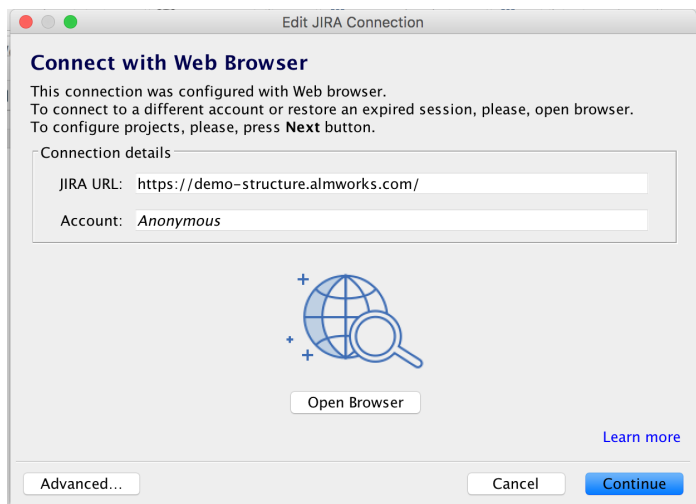 Edit JIRA Connection
Connect with Web Browser
This connection was configured with Web browser.
To connect to a different account or restore an expired session, please, open browser.
To configure projects, please, press Next button.
Connection details
JIRA URL: https://demo-structure.almworks.com/
Account: Anonymous
Open Browser
Learn more
Advanced...
Cancel
Continue